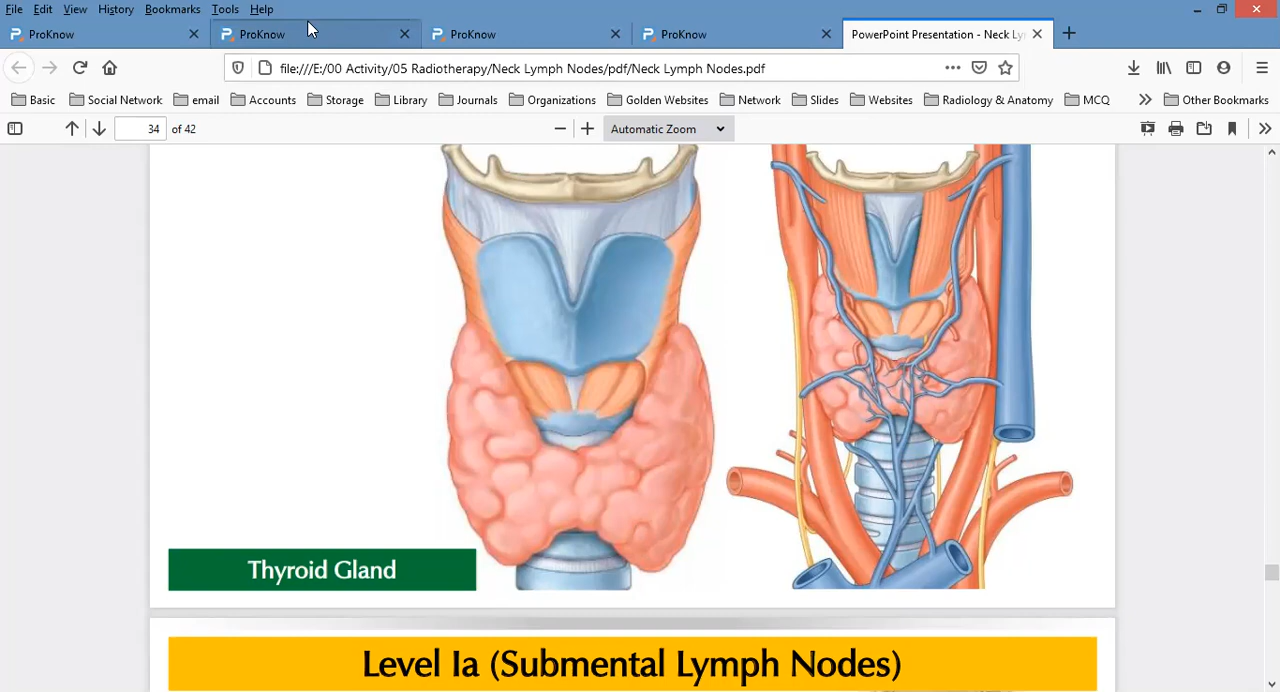 File Edit View History Bookmarks Tools Help
ProKnow ProKnow ProKnow ProKnow PowerPoint Presentation - Neck Ly
file:///E:/00 Activity/05 Radiotherapy/Neck Lymph Nodes/pdf/Neck Lymph Nodes.pdf
Basic Social Network email Accounts Storage Library Journals Organizations Golden Websites Network Slides Websites Radiology & Anatomy MCQ Other Bookmarks
34 of 42 Automatic Zoom
Thyroid Gland
Level Ia (Submental Lymph Nodes)